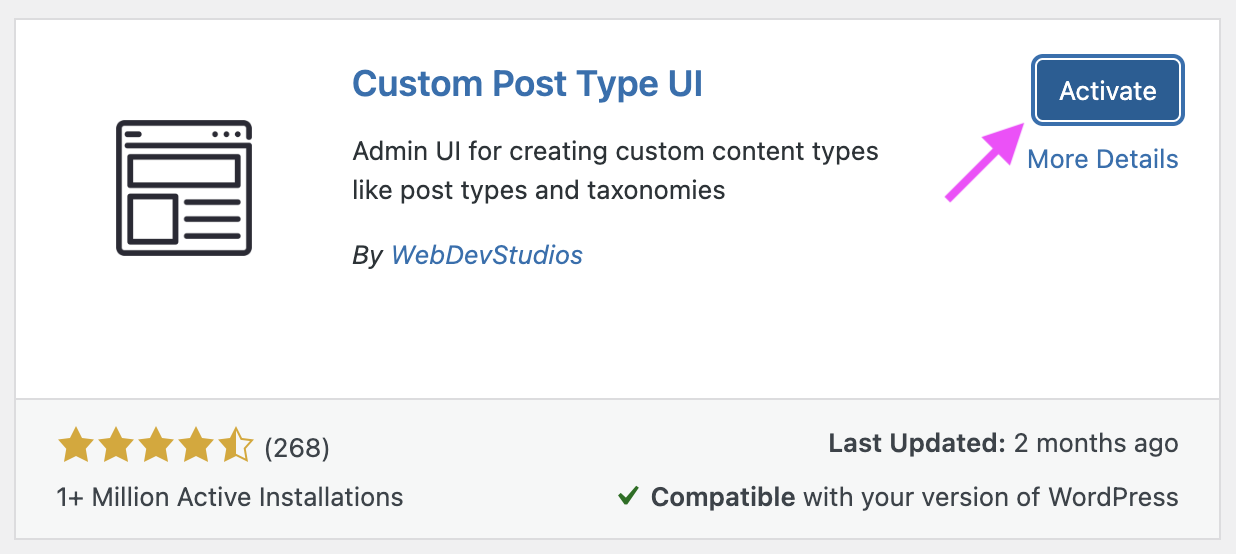 Custom Post Type UI
Activate
Admin UI for creating custom content types
like post types and taxonomies
More Details
By WebDevStudios
(268)
Last Updated: 2 months ago
1+ Million Active Installations
Compatible with your version of WordPress